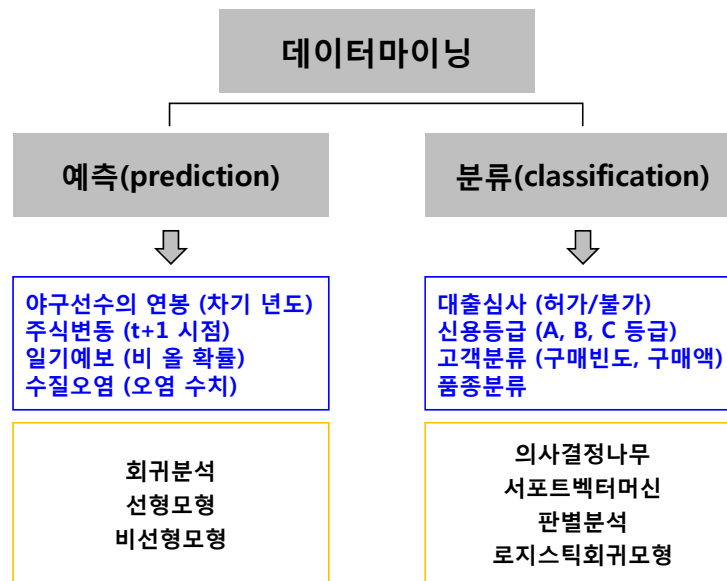 데이터마이닝
예측(prediction)
분류(classification)
야구선수의 연봉 (차기 년도)
주식변동 (t+1 시점)
일기예보 (비 올 확률)
수질오염 (오염 수치)
대출심사 (허가/불가)
신용등급 (A, B, C 등급)
고객분류 (구매빈도, 구매액)
품종분류
회귀분석
선형모형
비선형모형
의사결정나무
서포트벡터머신
판별분석
로지스틱회귀모형